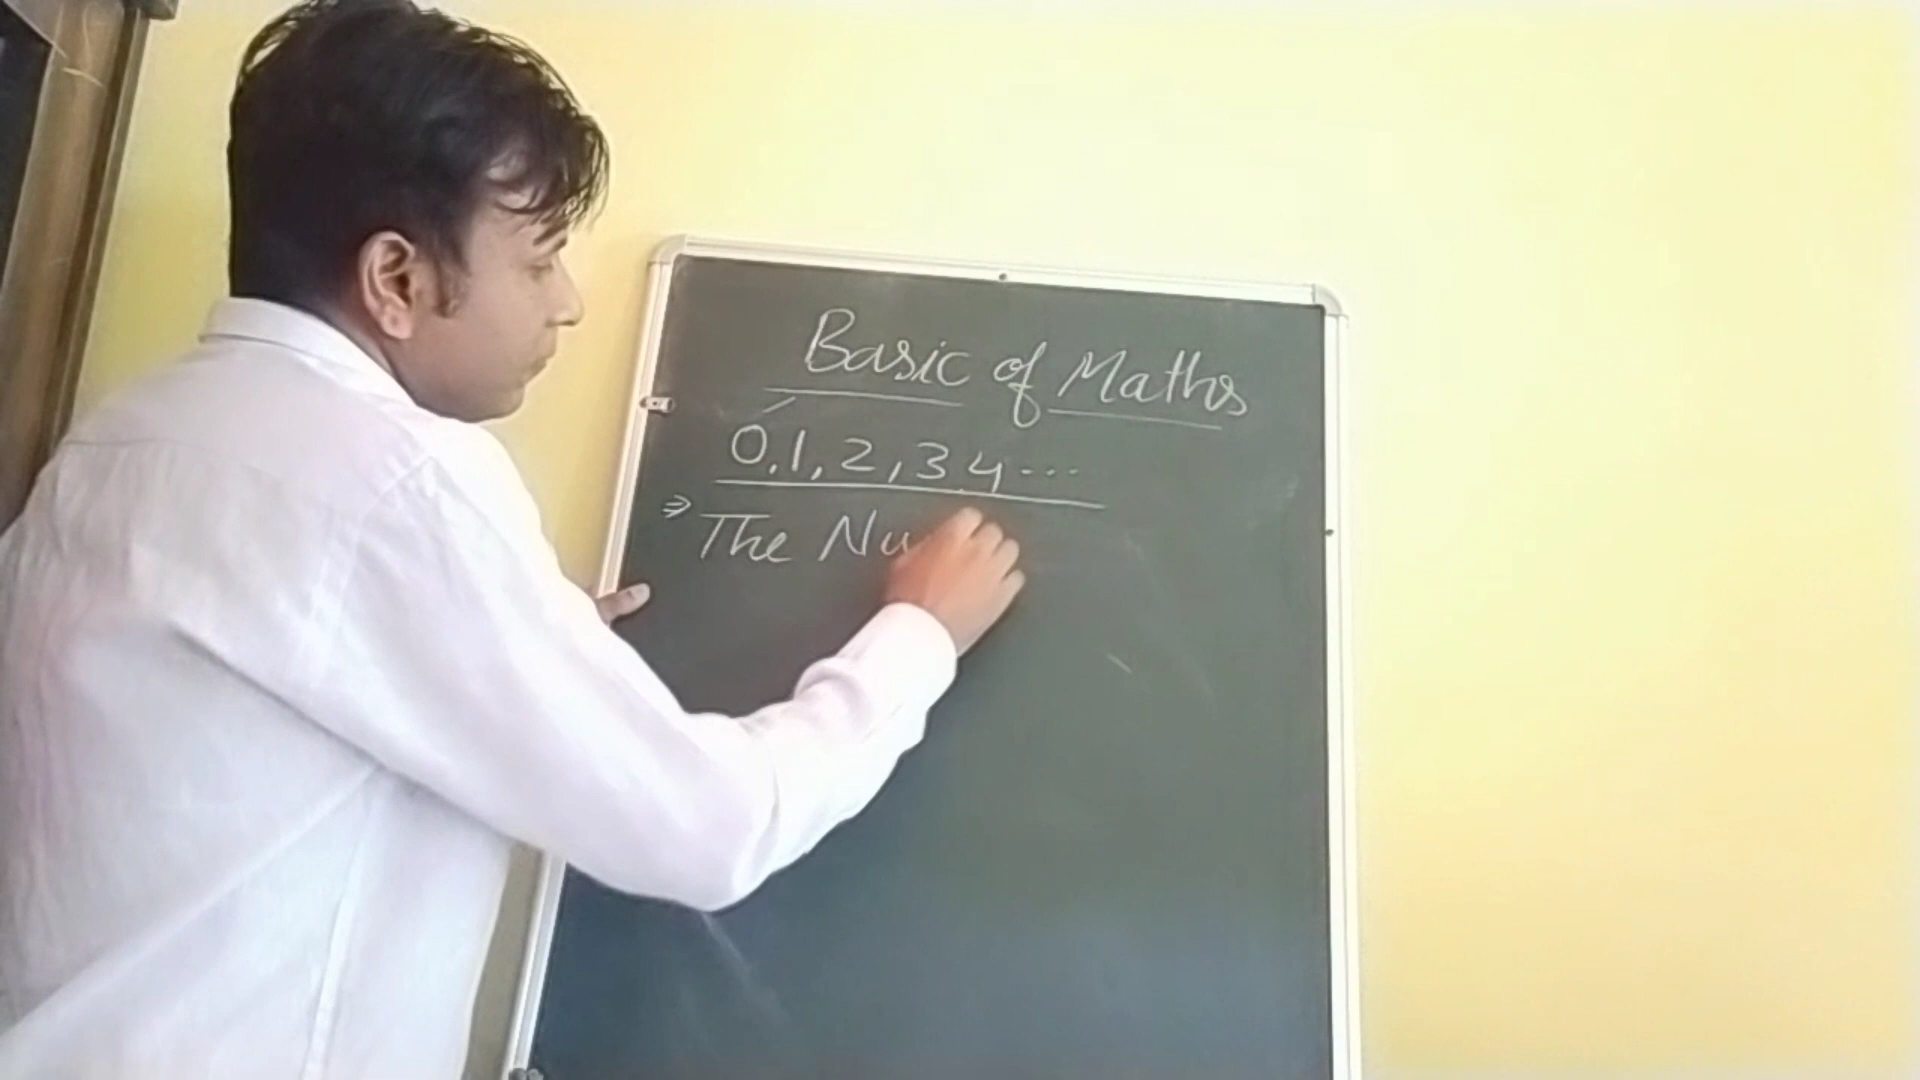 Basic of Maths
0,1,2,3,4...
⇒ The Nu